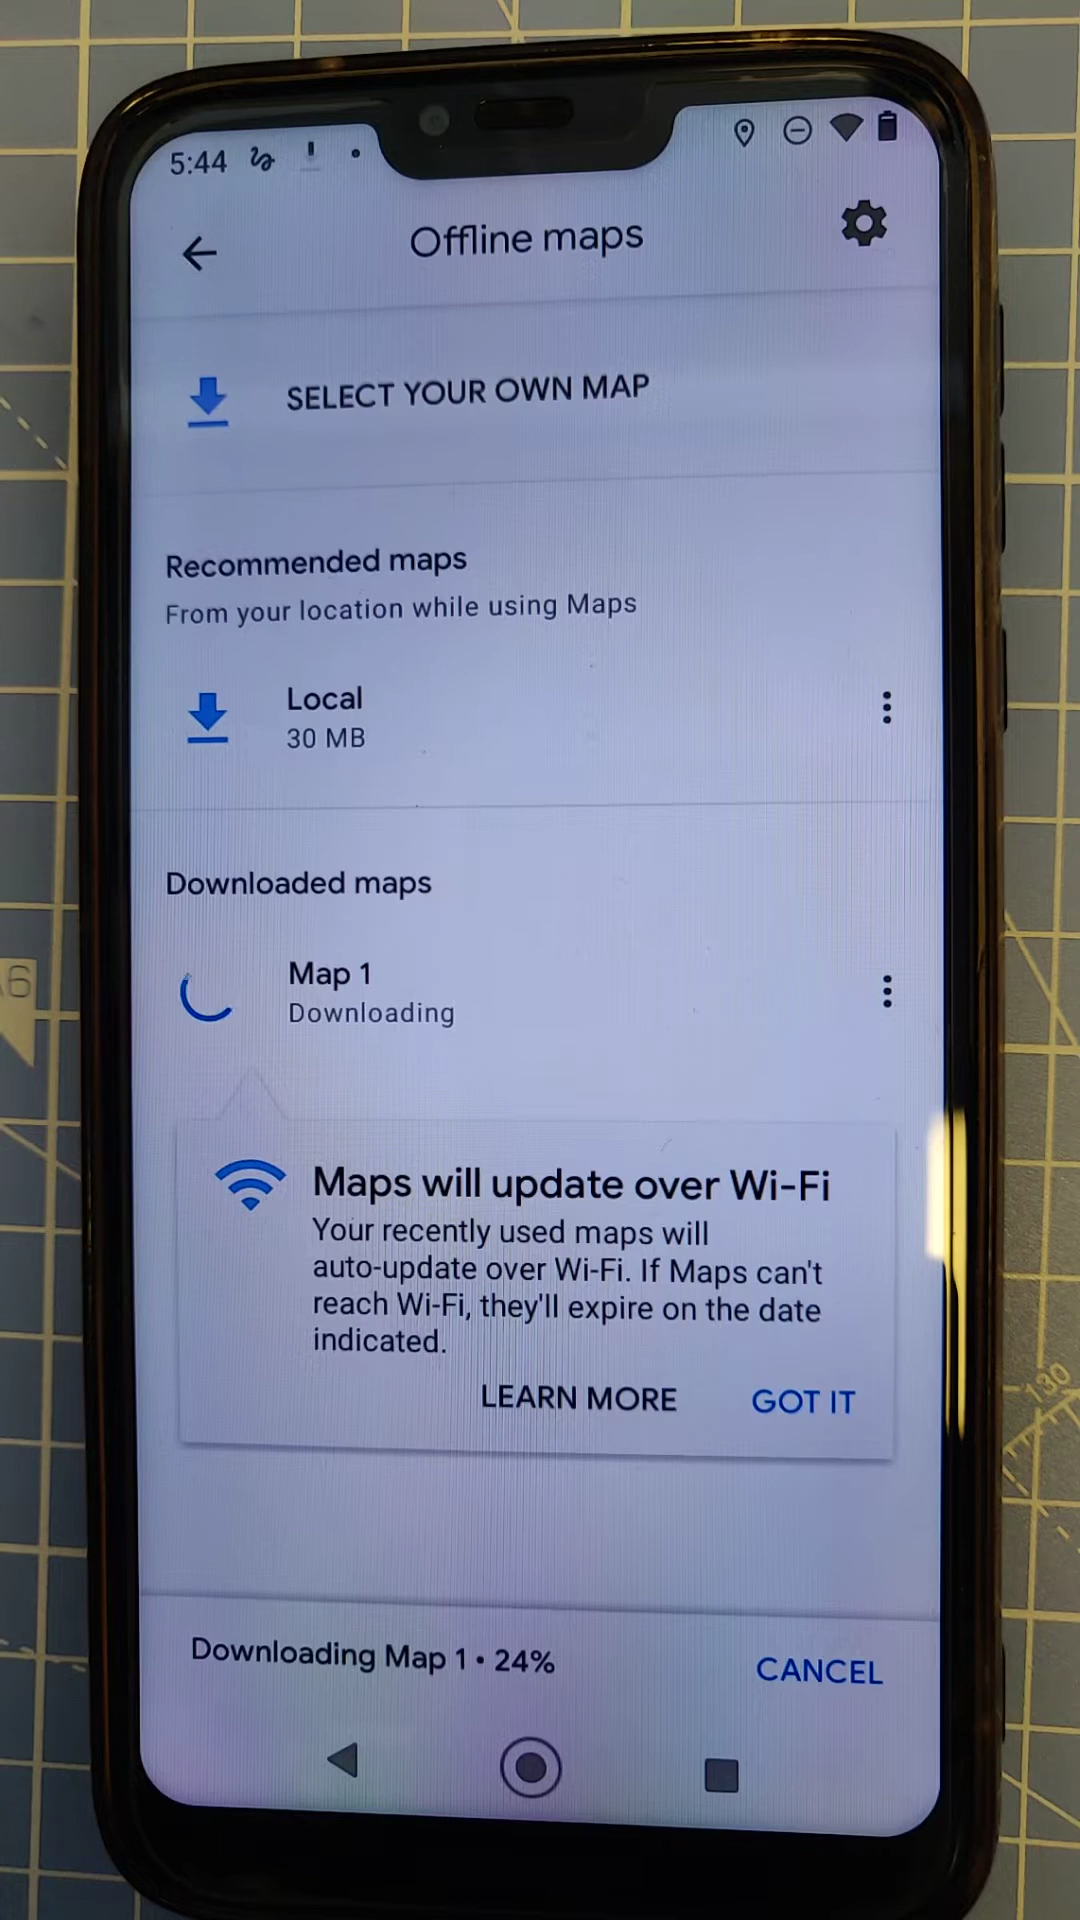 5:44
Offline maps
SELECT YOUR OWN MAP
Recommended maps
From your location while using Maps
Local
30 MB
Downloaded maps
Map 1
Downloading
Maps will update over Wi-Fi
Your recently used maps will
auto-update over Wi-Fi. If Maps can't
reach Wi-Fi, they'll expire on the date
indicated.
LEARN MORE
GOT IT
Downloading Map 1 • 24%
CANCEL
A6
130